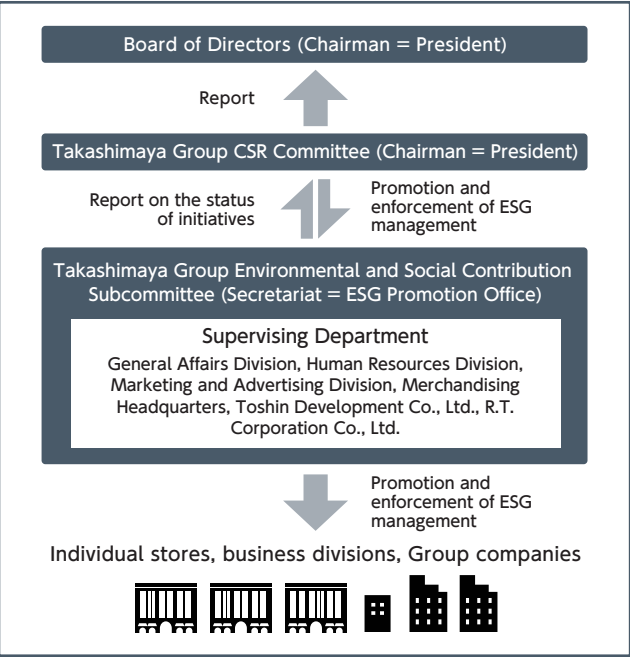 Board of Directors (Chairman = President)
Report
Takashimaya Group CSR Committee (Chairman = President)
Report on the status
of initiatives
Promotion and
enforcement of ESG
management
Takashimaya Group Environmental and Social Contribution
Subcommittee (Secretariat = ESG Promotion Office)
Supervising Department
General Affairs Division, Human Resources Division,
Marketing and Advertising Division, Merchandising
Headquarters, Toshin Development Co., Ltd., R.T.
Corporation Co., Ltd.
Promotion and
enforcement of ESG
management
Individual stores, business divisions, Group companies